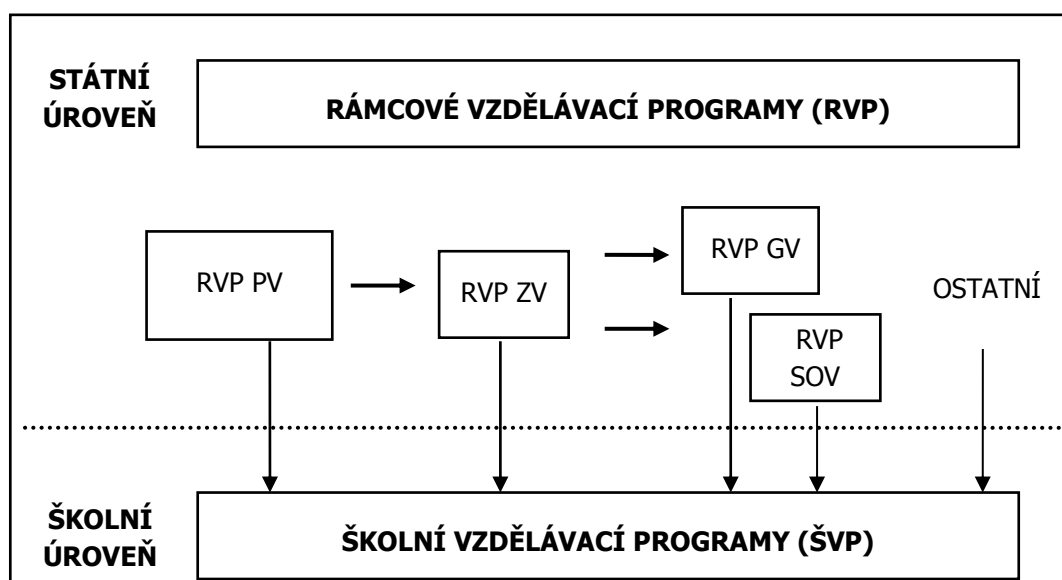 STÁTNÍ
ÚROVEŇ
RÁMCOVÉ VZDĚLÁVACÍ PROGRAMY (RVP)
RVP PV
RVP ZV
RVP GV
RVP
SOV
OSTATNÍ
ŠKOLNÍ
ÚROVEŇ
ŠKOLNÍ VZDĚLÁVACÍ PROGRAMY (ŠVP)